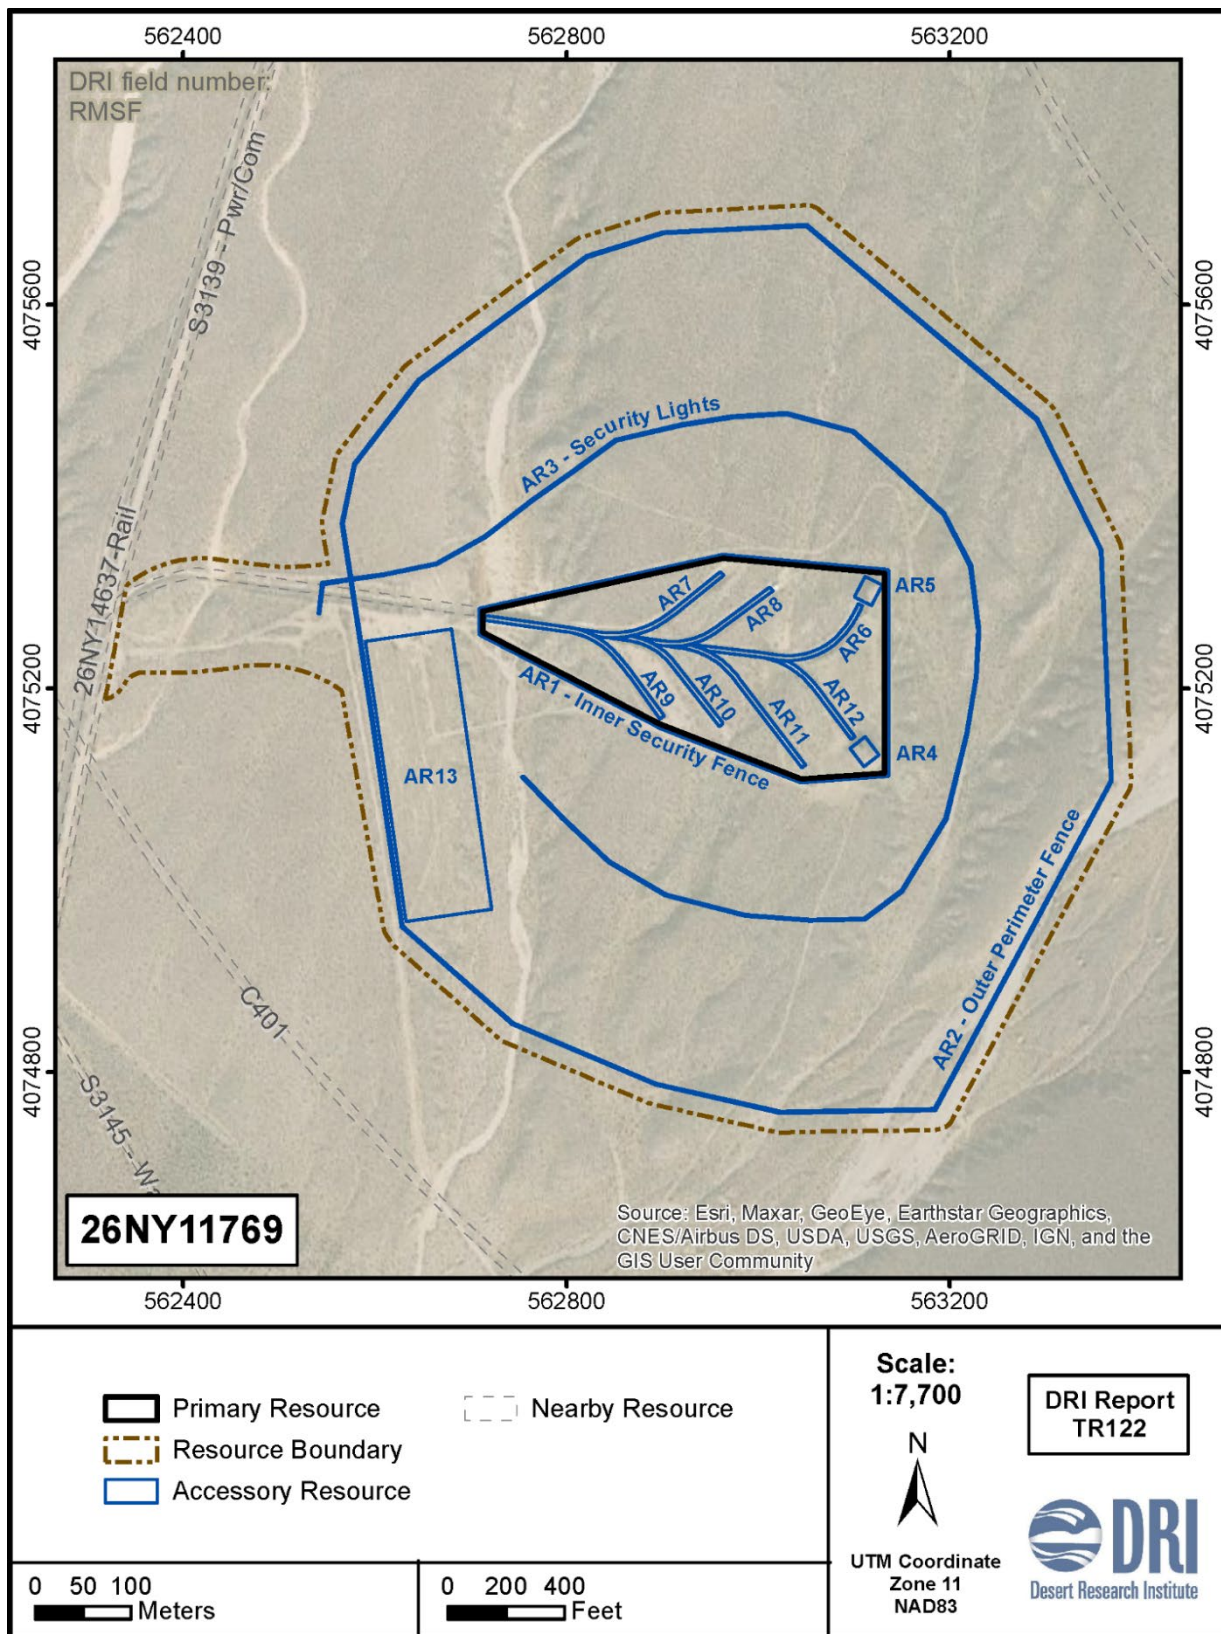 562400 562800 563200
DRI field number:
RMSF
S3139 - Pwr/Com
4075600
4075600
AR3 - Security Lights
26NY14637-Rail
AR7
AR8
AR5
AR6
4075200
4075200
AR9
AR10
AR11
AR12
AR1 - Inner Security Fence
AR4
AR13
AR2 - Outer Perimeter Fence
C401
4074800
4074800
S3145 -
26NY11769
Source: Esri, Maxar, GeoEye, Earthstar Geographics,
CNES/Airbus DS, USDA, USGS, AeroGRID, IGN, and the
GIS User Community
562400 562800 563200
Primary Resource
Nearby Resource
Resource Boundary
Accessory Resource
Scale:
1:7,700
N
UTM Coordinate
Zone 11
NAD83
DRI Report
TR122
DRI
Desert Research Institute
0 50 100
Meters
0 200 400
Feet